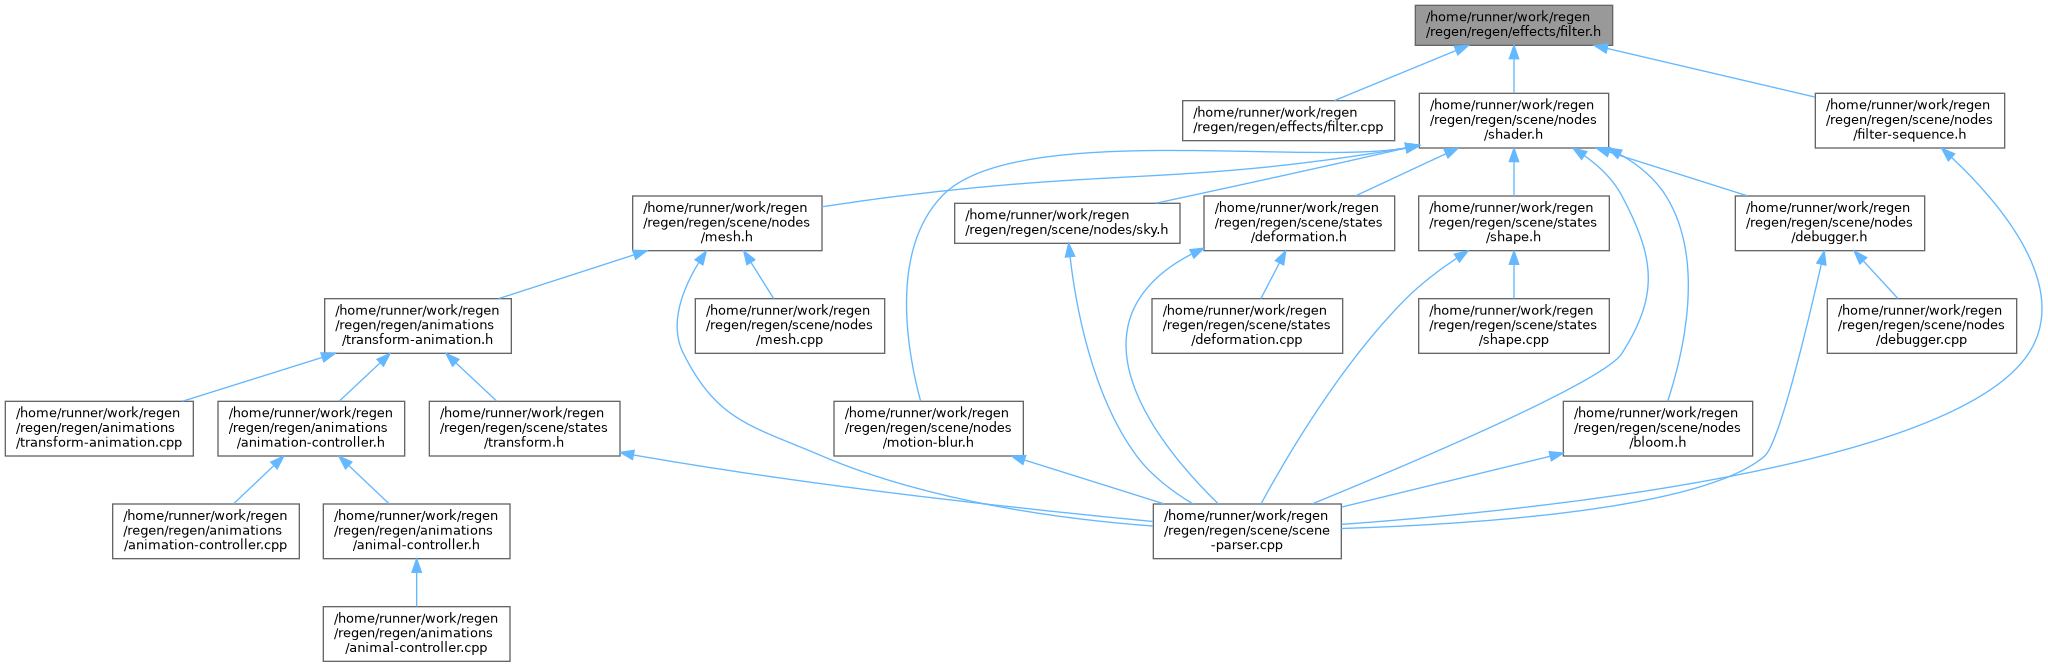 /home/runner/work/regen
/regen/regen/effects/filter.h
/home/runner/work/regen
/regen/regen/effects/filter.cpp
/home/runner/work/regen
/regen/regen/scene/nodes
/shader.h
/home/runner/work/regen
/regen/regen/scene/nodes
/filter-sequence.h
/home/runner/work/regen
/regen/regen/scene/nodes
/mesh.h
/home/runner/work/regen
/regen/regen/scene/nodes/sky.h
/home/runner/work/regen
/regen/regen/scene/states
/deformation.h
/home/runner/work/regen
/regen/regen/scene/states
/shape.h
/home/runner/work/regen
/regen/regen/scene/nodes
/debugger.h
/home/runner/work/regen
/regen/regen/animations
/transform-animation.h
/home/runner/work/regen
/regen/regen/scene/nodes
/mesh.cpp
/home/runner/work/regen
/regen/regen/scene/states
/deformation.cpp
/home/runner/work/regen
/regen/regen/scene/states
/shape.cpp
/home/runner/work/regen
/regen/regen/scene/nodes
/debugger.cpp
/home/runner/work/regen
/regen/regen/animations
/transform-animation.cpp
/home/runner/work/regen
/regen/regen/animations
/animation-controller.h
/home/runner/work/regen
/regen/regen/scene/states
/transform.h
/home/runner/work/regen
/regen/regen/scene/nodes
/motion-blur.h
/home/runner/work/regen
/regen/regen/scene/nodes
/bloom.h
/home/runner/work/regen
/regen/regen/animations
/animation-controller.cpp
/home/runner/work/regen
/regen/regen/animations
/animal-controller.h
/home/runner/work/regen
/regen/regen/scene/scene
-parser.cpp
/home/runner/work/regen
/regen/regen/animations
/animal-controller.cpp